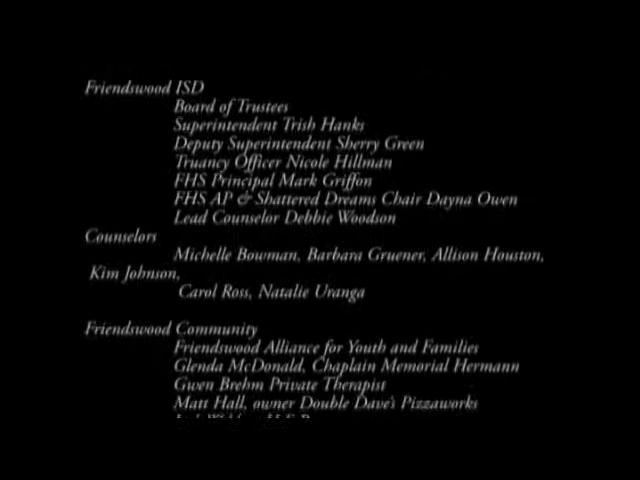 Friendswood ISD
Board of Trustees
Superintendent Trish Hanks
Deputy Superintendent Sherry Green
Truancy Officer Nicole Hillman
FHS Principal Mark Griffon
FHS AP & Shattered Dreams Chair Dayna Owen
Lead Counselor Debbie Woodson
Counselors
Michelle Bowman, Barbara Gruener, Allison Houston,
Kim Johnson,
Carol Ross, Natalie Uranga
Friendswood Community
Friendswood Alliance for Youth and Families
Glenda McDonald, Chaplain Memorial Hermann
Gwen Brehm Private Therapist
Matt Hall, owner Double Dave's Pizzaworks